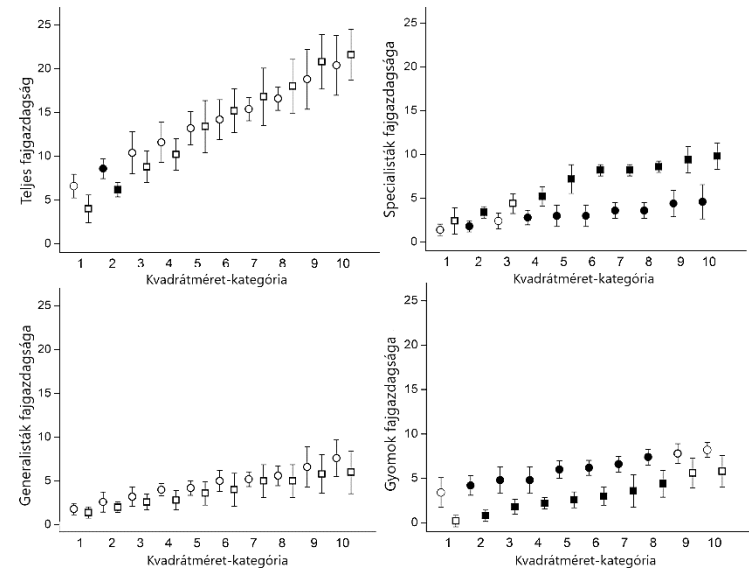 Teljes fajgazdagság
25
20
15
10
5
0
1 2 3 4 5 6 7 8 9 10
Kvadrátméret-kategória
Specialisták fajgazdagsága
25
20
15
10
5
0
1 2 3 4 5 6 7 8 9 10
Kvadrátméret-kategória
Generalisták fajgazdagsága
25
20
15
10
5
0
1 2 3 4 5 6 7 8 9 10
Kvadrátméret-kategória
Gyomok fajgazdagsága
25
20
15
10
5
0
1 2 3 4 5 6 7 8 9 10
Kvadrátméret-kategória